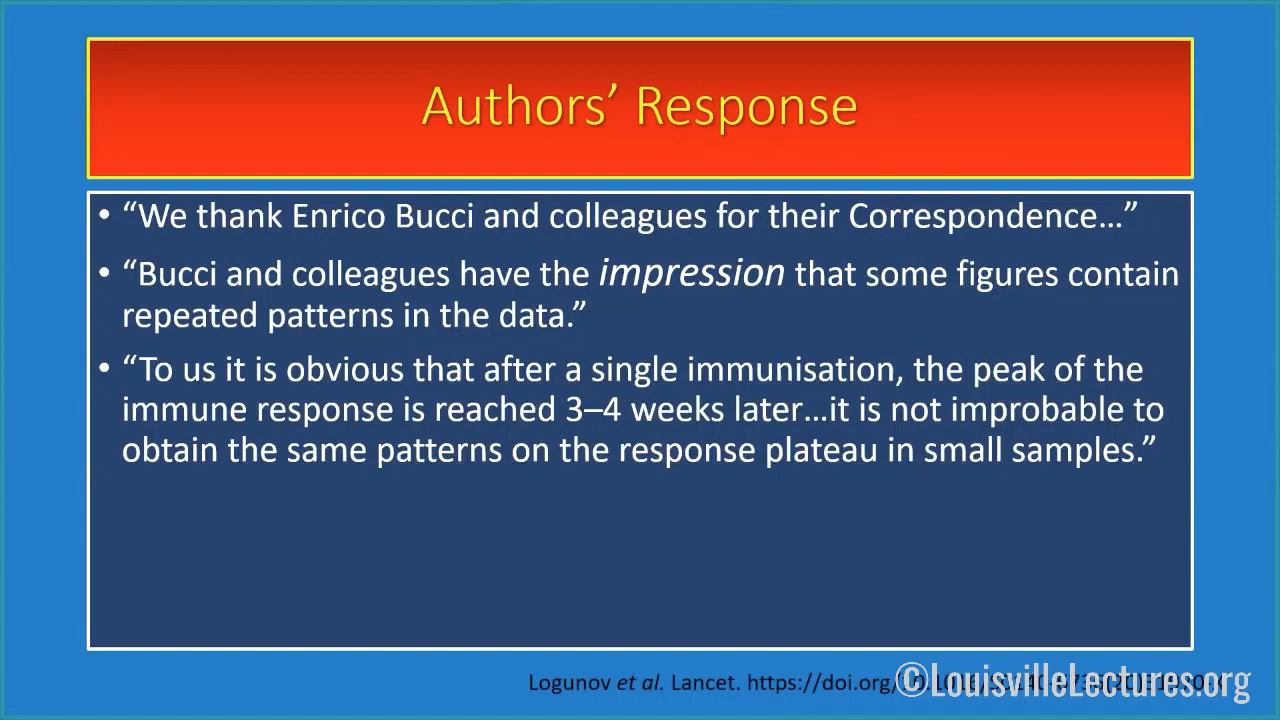 Authors’ Response
• “We thank Enrico Bucci and colleagues for their Correspondence…”
• “Bucci and colleagues have the impression that some figures contain
repeated patterns in the data.”
• “To us it is obvious that after a single immunisation, the peak of the
immune response is reached 3–4 weeks later…it is not improbable to
obtain the same patterns on the response plateau in small samples.”
Logunov et al. Lancet. https://doi.org/
©LouisvilleLectures.org